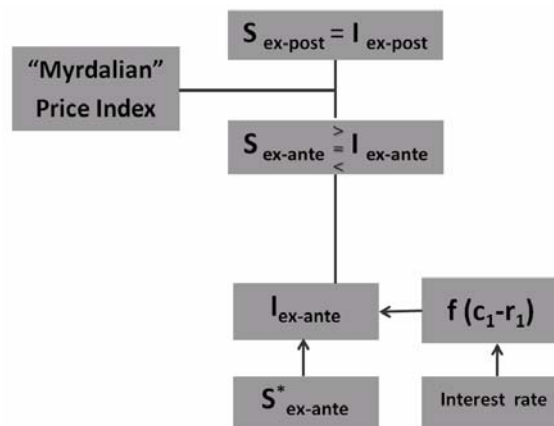 S ex-post = I ex-post
“Myrdalian”
Price Index
S ex-ante >=< I ex-ante
I ex-ante
f (c1-r1)
S* ex-ante
Interest rate